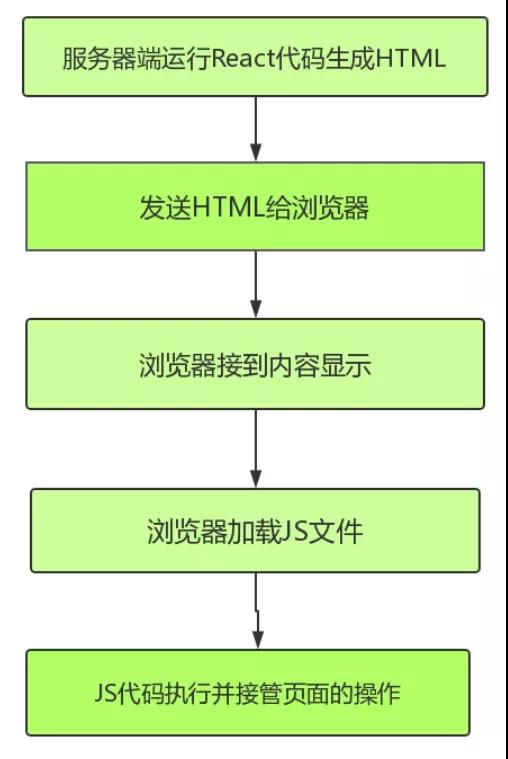 服务器端运行React代码生成HTML
发送HTML给浏览器
浏览器接到内容显示
浏览器加载JS文件
JS代码执行并接管页面的操作